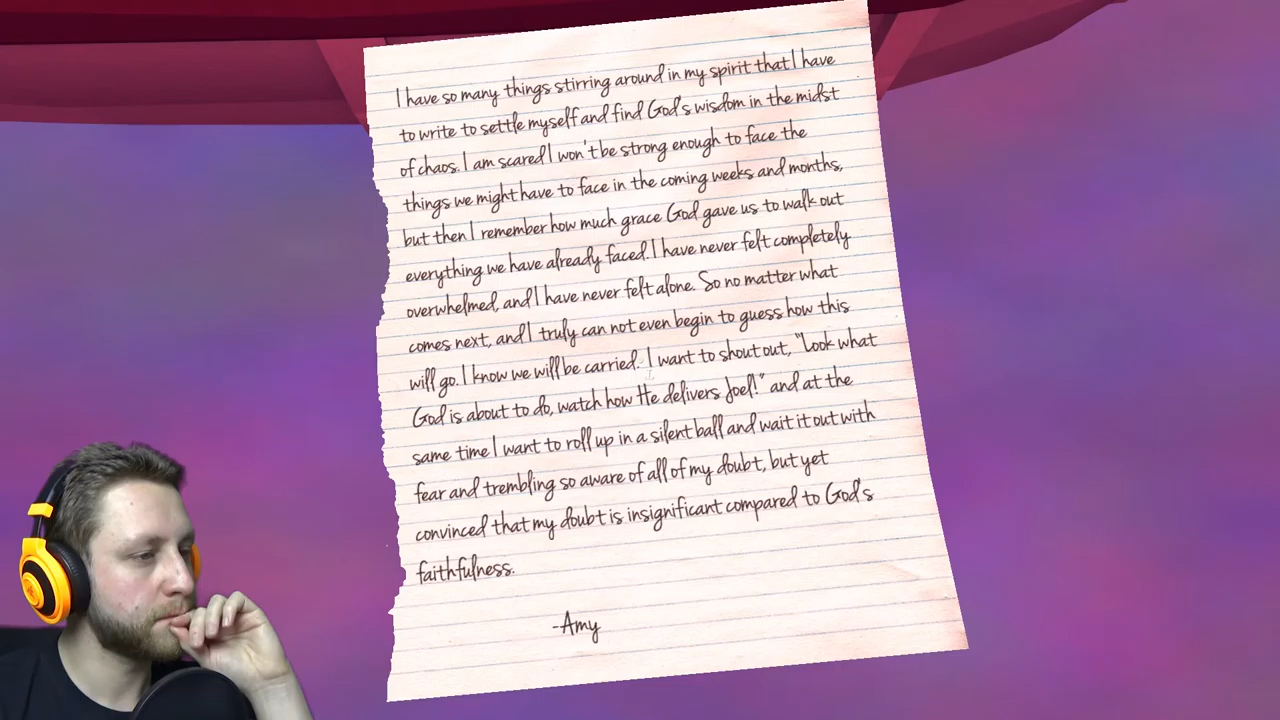 I have so many things stirring around in my spirit that I have
to write to settle myself and find God's wisdom in the midst
of chaos. I am scared I won't be strong enough to face the
things we might have to face in the coming weeks and months,
but then I remember how much grace God gave us to walk out
everything we have already faced. I have never felt completely
overwhelmed, and I have never felt alone. So no matter what
comes next, and I truly can not even begin to guess how this
will go. I know we will be carried. I want to shout out, "Look what
God is about to do, watch how He delivers Joel!" and at the
same time I want to roll up in a silent ball and wait it out with
fear and trembling so aware of all of my doubt, but yet
convinced that my doubt is insignificant compared to God's
faithfulness.
-Amy